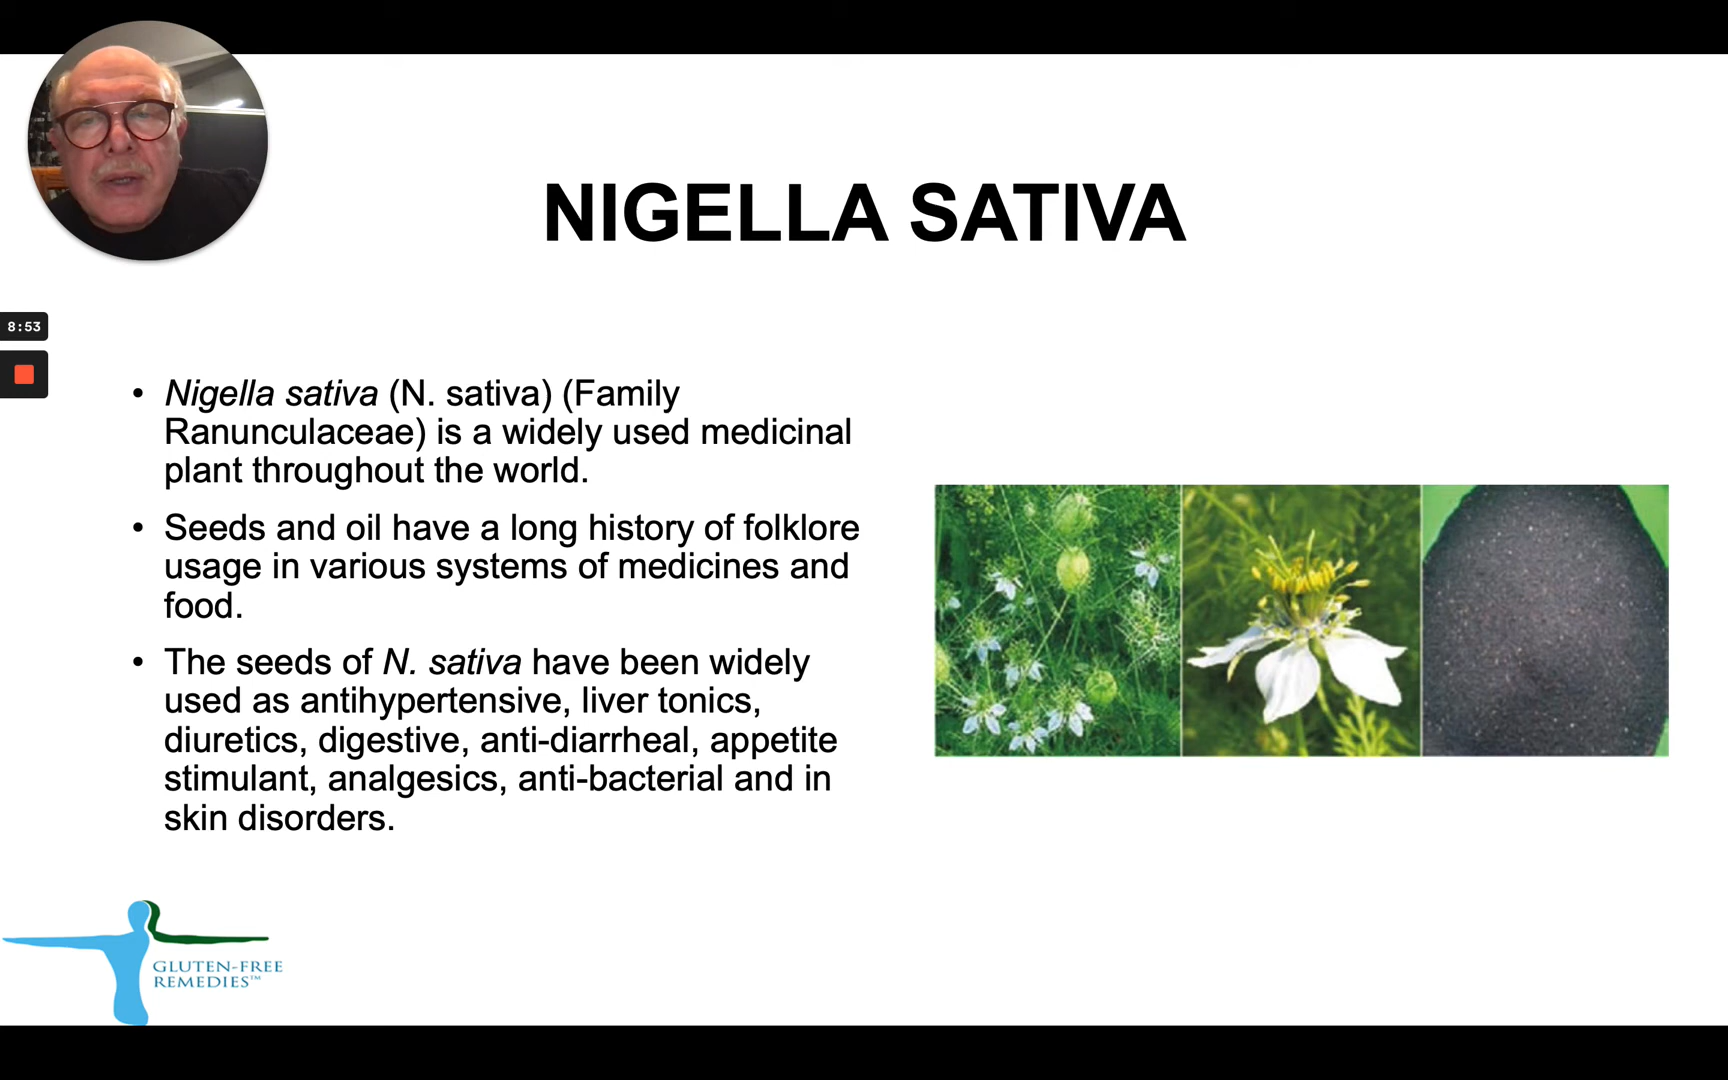 NIGELLA SATIVA
8:53
• Nigella sativa (N. sativa) (Family
Ranunculaceae) is a widely used medicinal
plant throughout the world.
• Seeds and oil have a long history of folklore
usage in various systems of medicines and
food.
• The seeds of N. sativa have been widely
used as antihypertensive, liver tonics,
diuretics, digestive, anti-diarrheal, appetite
stimulant, analgesics, anti-bacterial and in
skin disorders.
GLUTEN-FREE
REMEDIES™